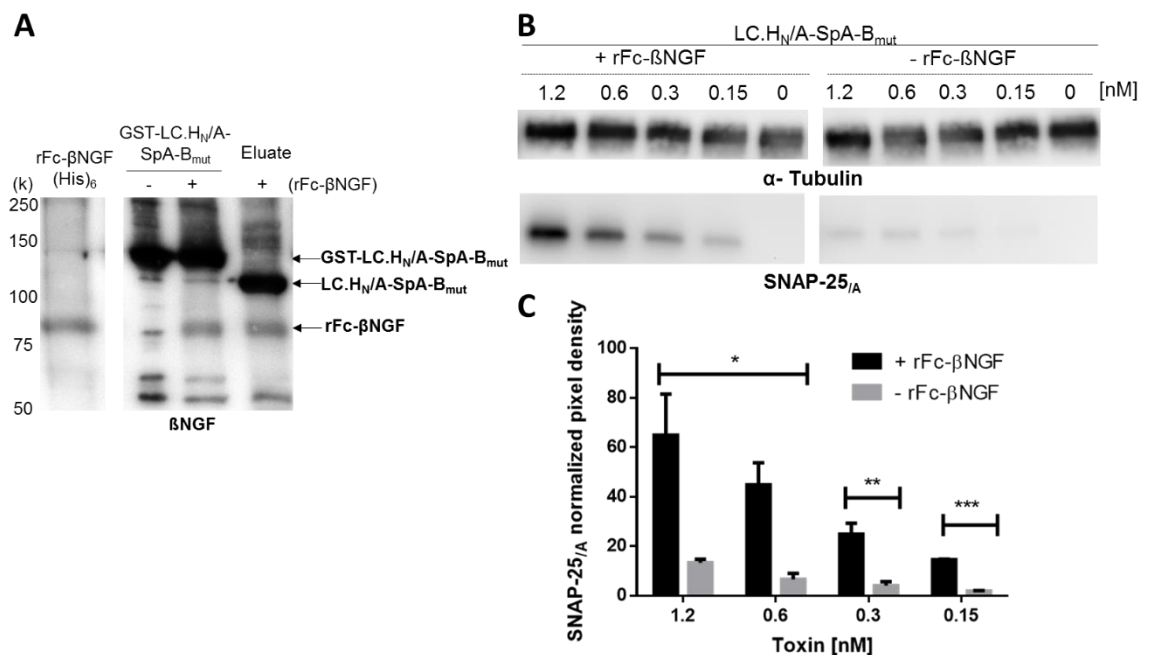 A
GST-LC.HN/A-
SpA-Bmut
rFc-βNGF
(His)6
Eluate
(k)
- + + (rFc-βNGF)
250
150
100
75
50
GST-LC.HN/A-SpA-Bmut
LC.HN/A-SpA-Bmut
rFc-βNGF
ßNGF
B
LC.HN/A-SpA-Bmut
+ rFc-ßNGF - rFc-ßNGF
1.2 0.6 0.3 0.15 0 1.2 0.6 0.3 0.15 0 [nM]
α- Tubulin
SNAP-25/A
C
SNAP-25/A normalized pixel density
100
80
60
40
20
0
* ** ***
+ rFc-βNGF
- rFc-βNGF
1.2 0.6 0.3 0.15
Toxin [nM]